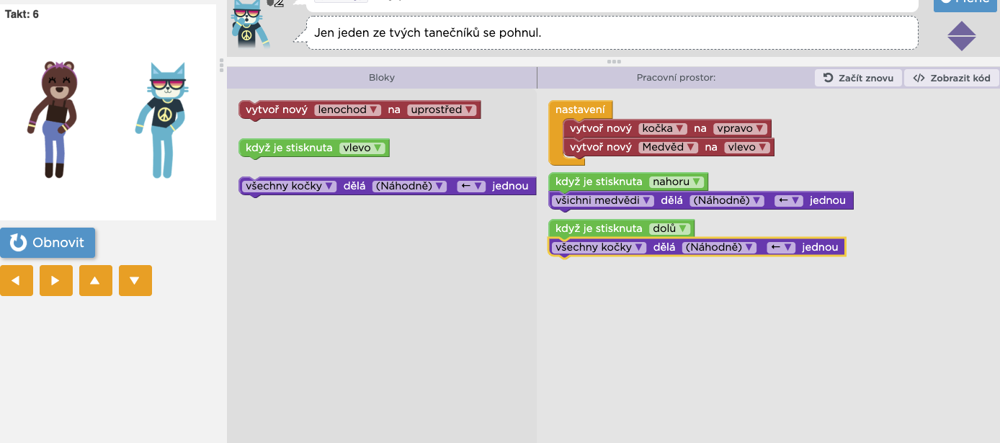 Takt: 6
2
Jen jeden ze tvých tanečníků se pohnul.
Bloky
Pracovní prostor:
Začít znovu
Zobrazit kód
vytvoř nový lenochod ▼ na uprostřed ▼
když je stisknuta vlevo ▼
všechny kočky ▼ dělá (Náhodně) ▼ ← ▼ jednou
nastavení
vytvoř nový kočka ▼ na vpravo ▼
vytvoř nový Medvěd ▼ na vlevo ▼
když je stisknuta nahoru ▼
všichni medvědi ▼ dělá (Náhodně) ▼ ← ▼ jednou
když je stisknuta dolů ▼
všechny kočky ▼ dělá (Náhodně) ▼ ← ▼ jednou
Obnovit